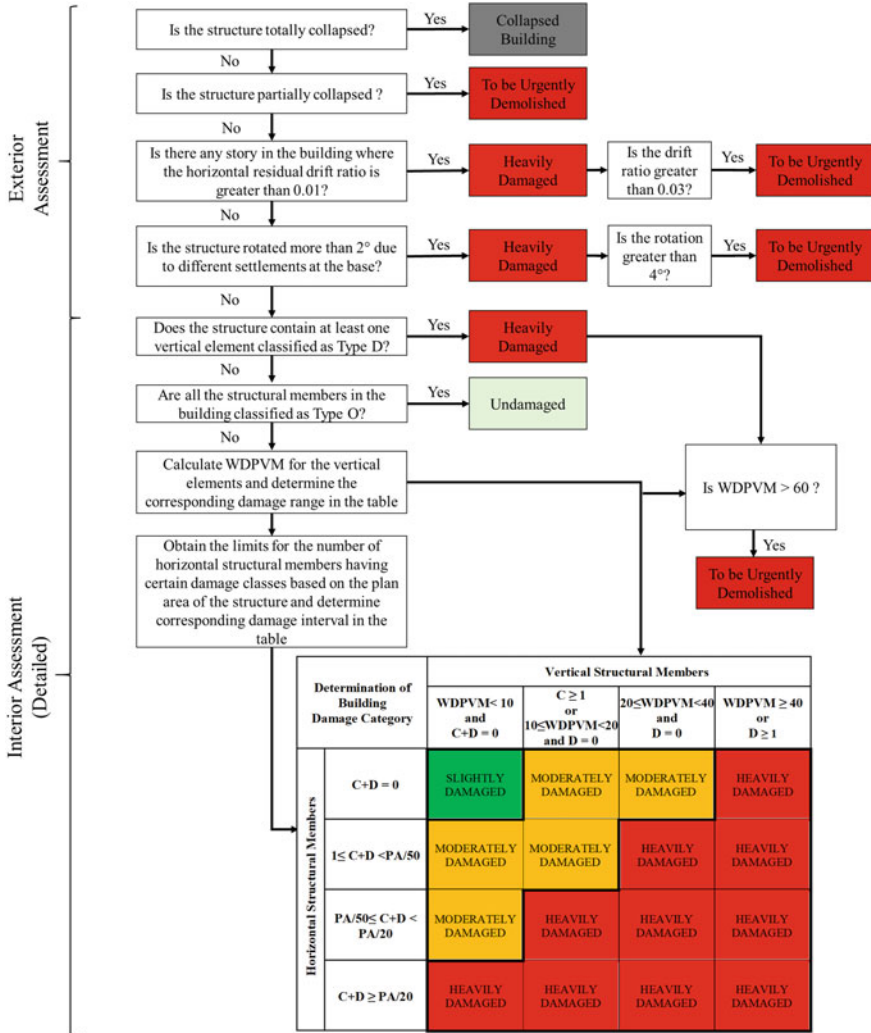 Exterior
Assessment
Is the structure totally collapsed?
Yes
Collapsed
Building
No
Is the structure partially collapsed ?
Yes
To be Urgently
Demolished
No
Is there any story in the building where
the horizontal residual drift ratio is
greater than 0.01?
Yes
Heavily
Damaged
Is the drift
ratio greater
than 0.03?
Yes
To be Urgently
Demolished
No
Is the structure rotated more than 2° due
to different settlements at the base?
Yes
Heavily
Damaged
Is the rotation
greater than
4°?
Yes
To be Urgently
Demolished
No
Interior Assessment
(Detailed)
Does the structure contain at least one
vertical element classified as Type D?
Yes
Heavily
Damaged
No
Are all the structural members in the
building classified as Type O?
Yes
Undamaged
No
Calculate WDPVM for the vertical
elements and determine the
corresponding damage range in the table
Is WDPVM > 60 ?
Yes
To be Urgently
Demolished
Obtain the limits for the number of
horizontal structural members having
certain damage classes based on the plan
area of the structure and determine
corresponding damage interval in the
table
Determination of
Building
Damage Category
Vertical Structural Members
WDPVM< 10
and
C+D = 0
C ≥ 1
or
10≤WDPVM<20
and D = 0
20≤WDPVM<40
and
D = 0
WDPVM ≥ 40
or
D ≥ 1
Horizontal Structural Members
C+D = 0
SLIGHTLY
DAMAGED
MODERATELY
DAMAGED
MODERATELY
DAMAGED
HEAVILY
DAMAGED
1≤ C+D <PA/50
MODERATELY
DAMAGED
MODERATELY
DAMAGED
HEAVILY
DAMAGED
HEAVILY
DAMAGED
PA/50≤ C+D <
PA/20
MODERATELY
DAMAGED
HEAVILY
DAMAGED
HEAVILY
DAMAGED
HEAVILY
DAMAGED
C+D ≥ PA/20
HEAVILY
DAMAGED
HEAVILY
DAMAGED
HEAVILY
DAMAGED
HEAVILY
DAMAGED